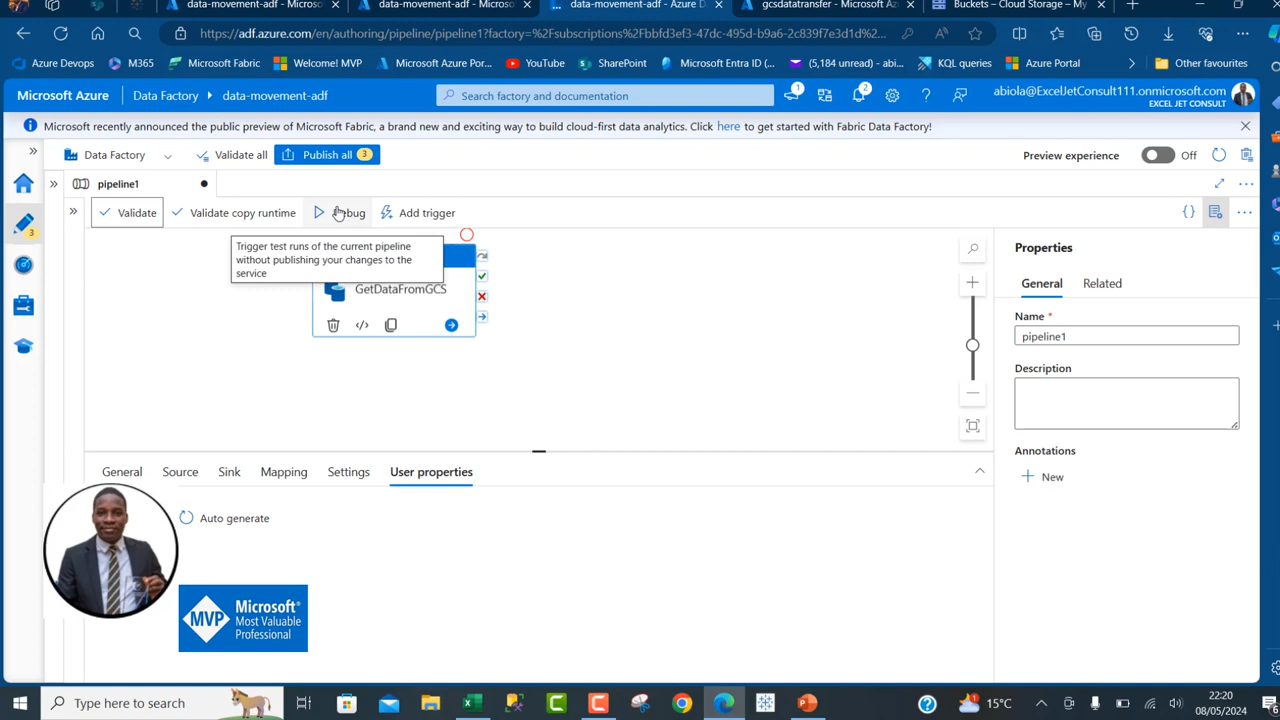 data-movement-adf - Microsoft
data-movement-adf - Microsoft
data-movement-adf - Azure D
gcsdatatransfer - Microsoft A
Buckets – Cloud Storage – My
https://adf.azure.com/en/authoring/pipeline/pipeline1?factory=%2Fsubscriptions%2Fbbfd3ef3-47dc-495d-b9a6-2c839f7e3d1d%2...
Azure Devops
M365
Microsoft Fabric
Welcome! MVP
Microsoft Azure Por...
YouTube
SharePoint
Microsoft Entra ID (...
(5,184 unread) - abi...
KQL queries
Azure Portal
Other favourites
Microsoft Azure
Data Factory
data-movement-adf
Search factory and documentation
1
2
abiola@ExcelJetConsult111.onmicrosoft.com
EXCEL JET CONSULT
Microsoft recently announced the public preview of Microsoft Fabric, a brand new and exciting way to build cloud-first data analytics. Click here to get started with Fabric Data Factory!
Data Factory
Validate all
Publish all 3
Preview experience
Off
pipeline1
3
Validate
Validate copy runtime
Debug
Add trigger
Trigger test runs of the current pipeline
without publishing your changes to the
service
GetDataFromGCS
Properties
General
Related
Name *
pipeline1
Description
Annotations
New
General
Source
Sink
Mapping
Settings
User properties
Auto generate
MVP
Microsoft®
Most Valuable
Professional
Type here to search
15°C
22:20
08/05/2024
6